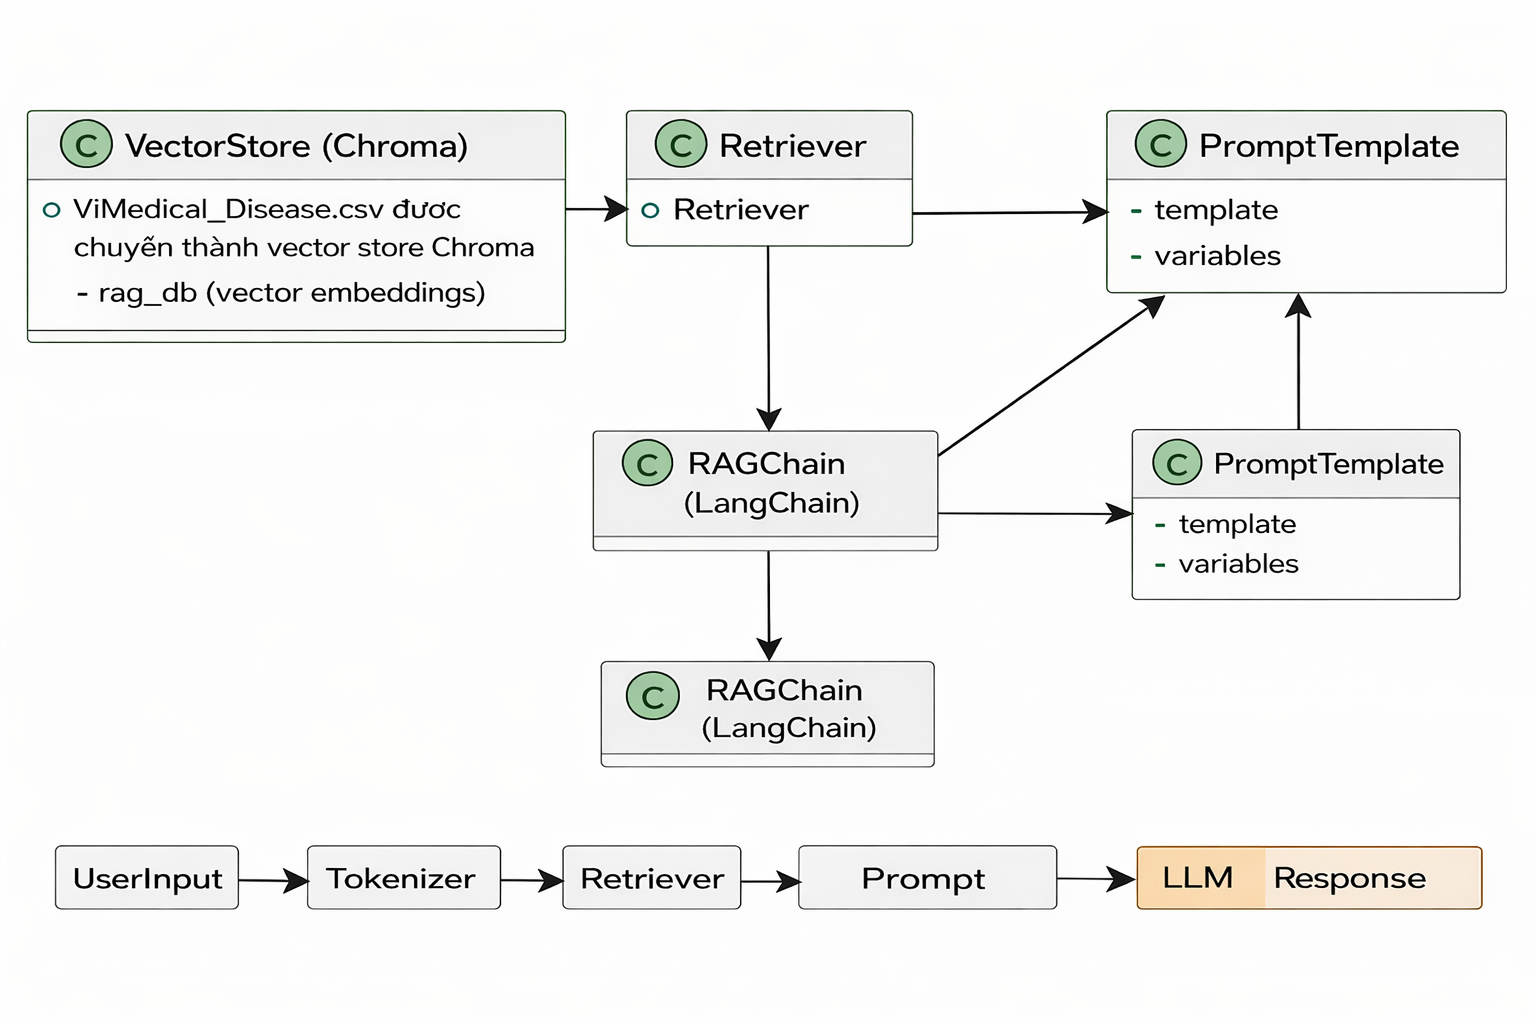 C VectorStore (Chroma)
ViMedical_Disease.csv được
chuyển thành vector store Chroma
- rag_db (vector embeddings)
C Retriever
Retriever
C PromptTemplate
- template
- variables
C RAGChain
(LangChain)
C PromptTemplate
- template
- variables
C RAGChain
(LangChain)
UserInput
Tokenizer
Retriever
Prompt
LLM Response